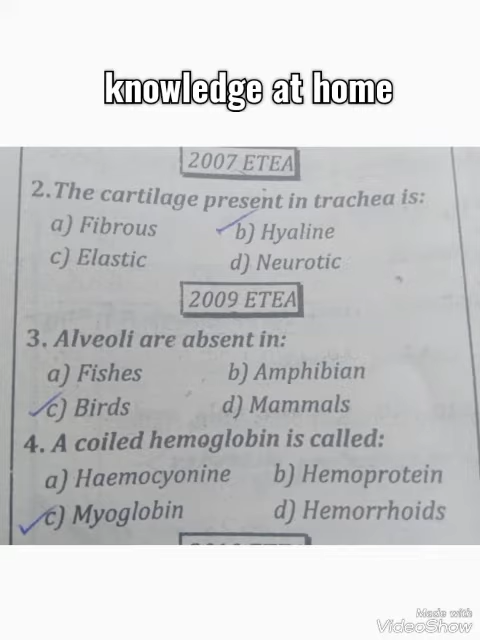 knowledge at home
2007 ETEA
2.The cartilage present in trachea is:
a) Fibrous b) Hyaline
c) Elastic d) Neurotic
2009 ETEA
3. Alveoli are absent in:
a) Fishes b) Amphibian
c) Birds d) Mammals
4. A coiled hemoglobin is called:
a) Haemocyonine b) Hemoprotein
c) Myoglobin d) Hemorrhoids
Made with
VideoShow